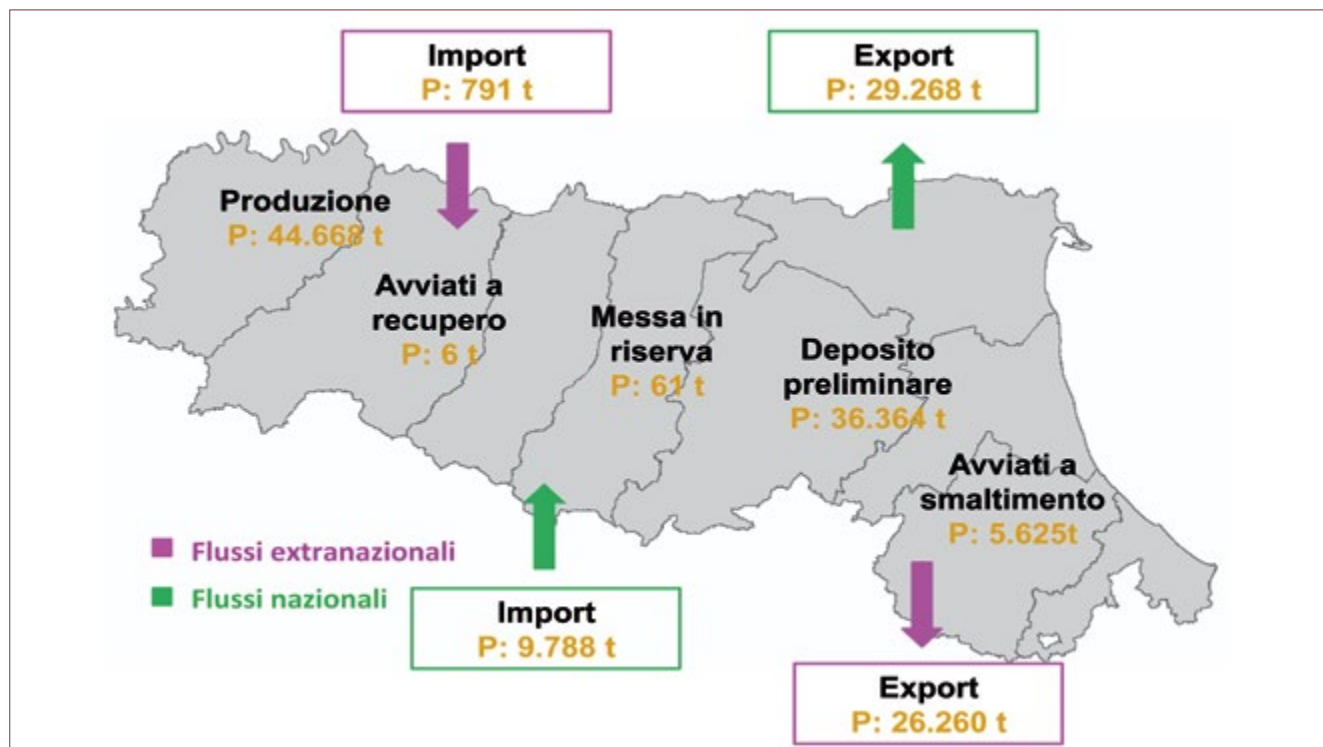 Import
P: 791 t
Export
P: 29.268 t
Produzione
P: 44.668 t
Avviati a
recupero
P: 6 t
Messa in
riserva
P: 61 t
Deposito
preliminare
P: 36.364 t
Avviati a
smaltimento
P: 5.625t
Flussi extranazionali
Flussi nazionali
Import
P: 9.788 t
Export
P: 26.260 t